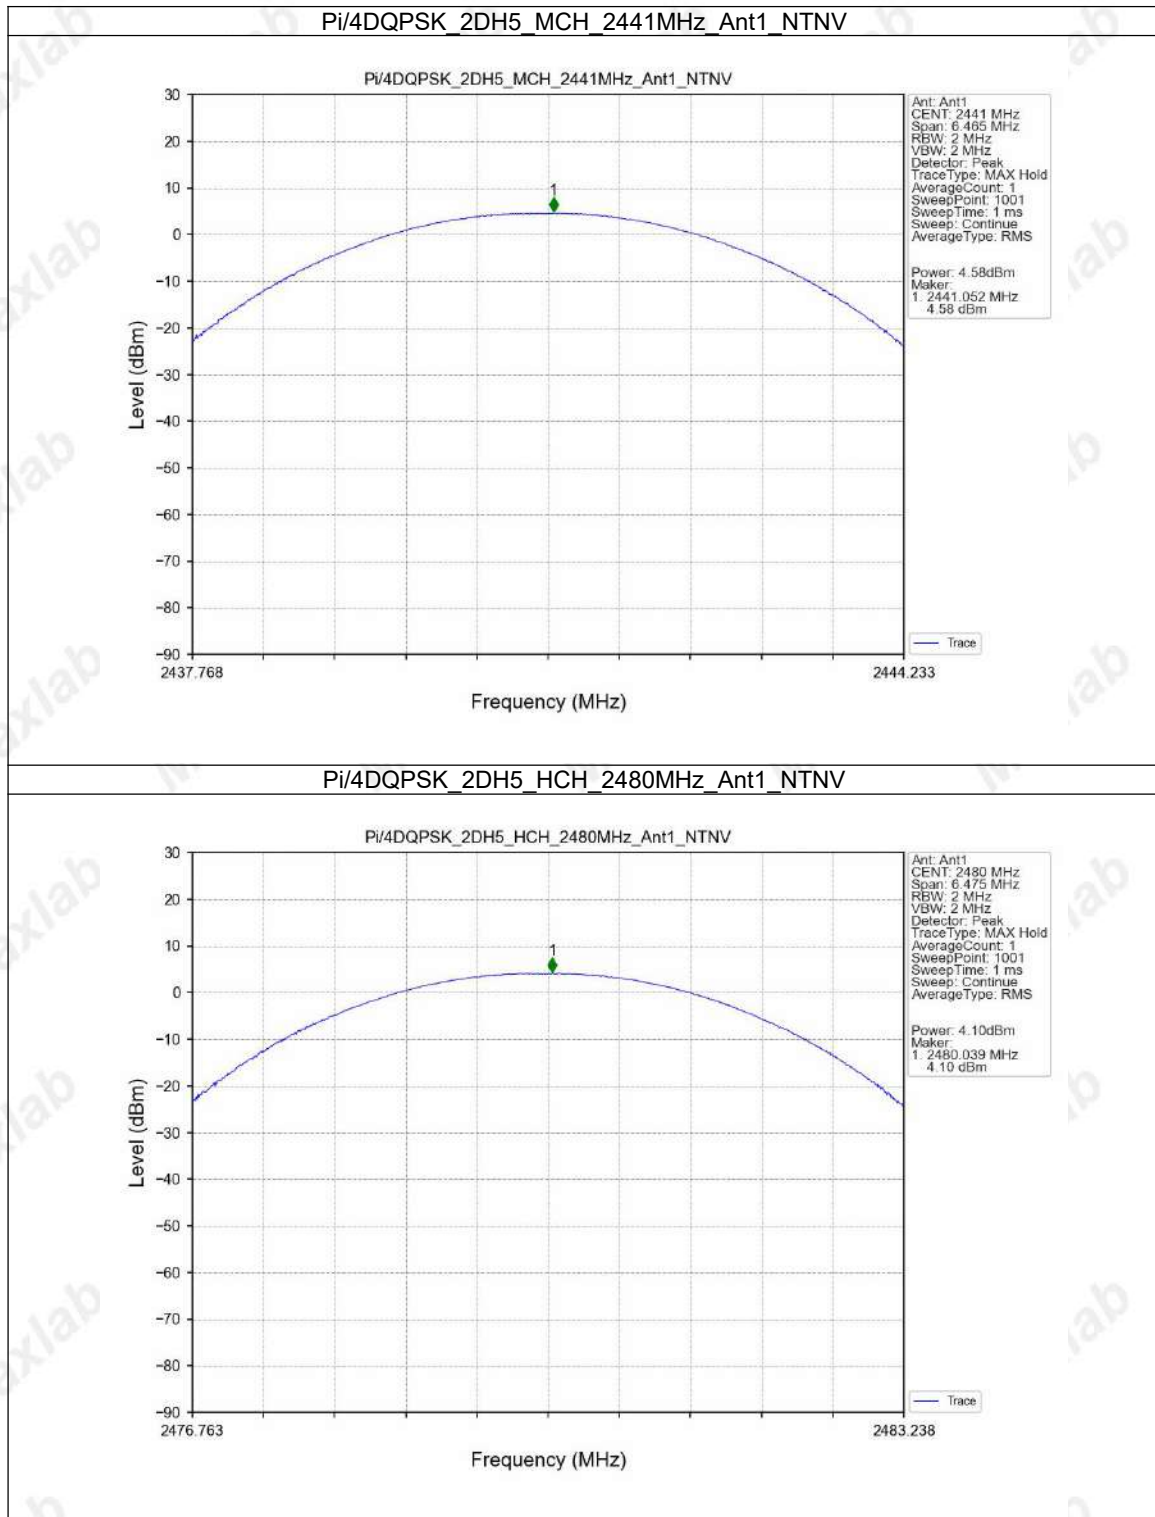 Pi/4DQPSK_2DH5_MCH_2441MHz_Ant1_NTNV
Pi/4DQPSK_2DH5_MCH_2441MHz_Ant1_NTNV
30
20
10
0
−10
−20
−30
−40
−50
−60
−70
−80
−90
Level (dBm)
1
2437.768
2444.233
Frequency (MHz)
Ant: Ant1
CENT: 2441 MHz
Span: 6.465 MHz
RBW: 2 MHz
VBW: 2 MHz
Detector: Peak
TraceType: MAX Hold
AverageCount: 1
SweepPoint: 1001
SweepTime: 1 ms
Sweep: Continue
AverageType: RMS
Power: 4.58dBm
Maker:
1. 2441.052 MHz
4.58 dBm
Trace
Pi/4DQPSK_2DH5_HCH_2480MHz_Ant1_NTNV
Pi/4DQPSK_2DH5_HCH_2480MHz_Ant1_NTNV
30
20
10
0
−10
−20
−30
−40
−50
−60
−70
−80
−90
Level (dBm)
1
2476.763
2483.238
Frequency (MHz)
Ant: Ant1
CENT: 2480 MHz
Span: 6.475 MHz
RBW: 2 MHz
VBW: 2 MHz
Detector: Peak
TraceType: MAX Hold
AverageCount: 1
SweepPoint: 1001
SweepTime: 1 ms
Sweep: Continue
AverageType: RMS
Power: 4.10dBm
Maker:
1. 2480.039 MHz
4.10 dBm
Trace